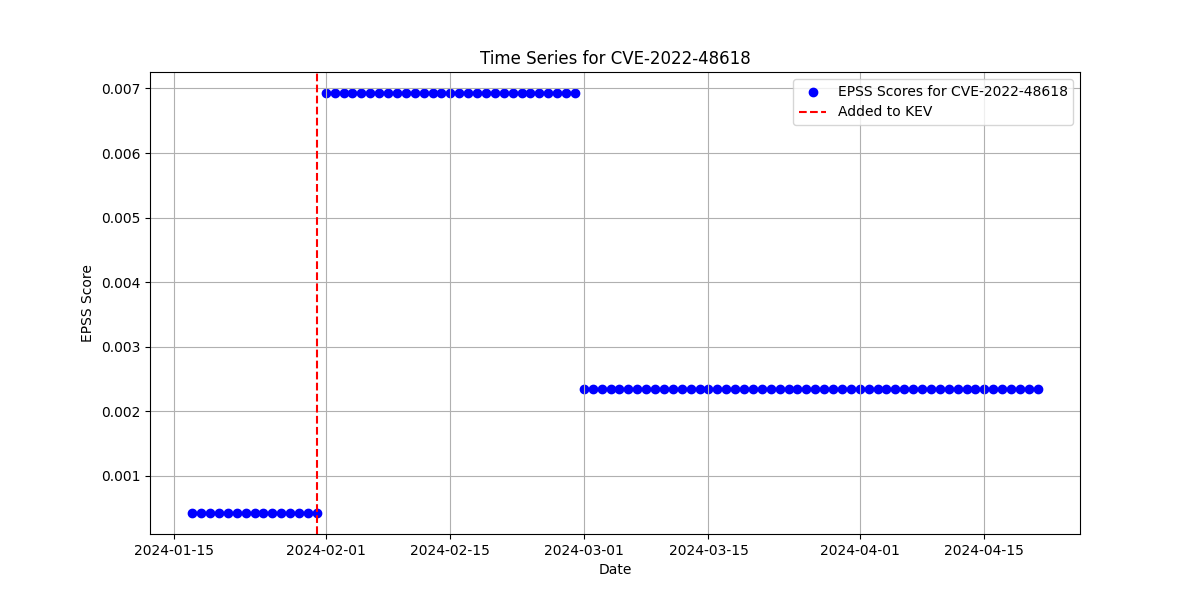 Time Series for CVE-2022-48618
EPSS Scores for CVE-2022-48618
Added to KEV
EPSS Score
0.007
0.006
0.005
0.004
0.003
0.002
0.001
2024-01-15
2024-02-01
2024-02-15
2024-03-01
2024-03-15
2024-04-01
2024-04-15
Date